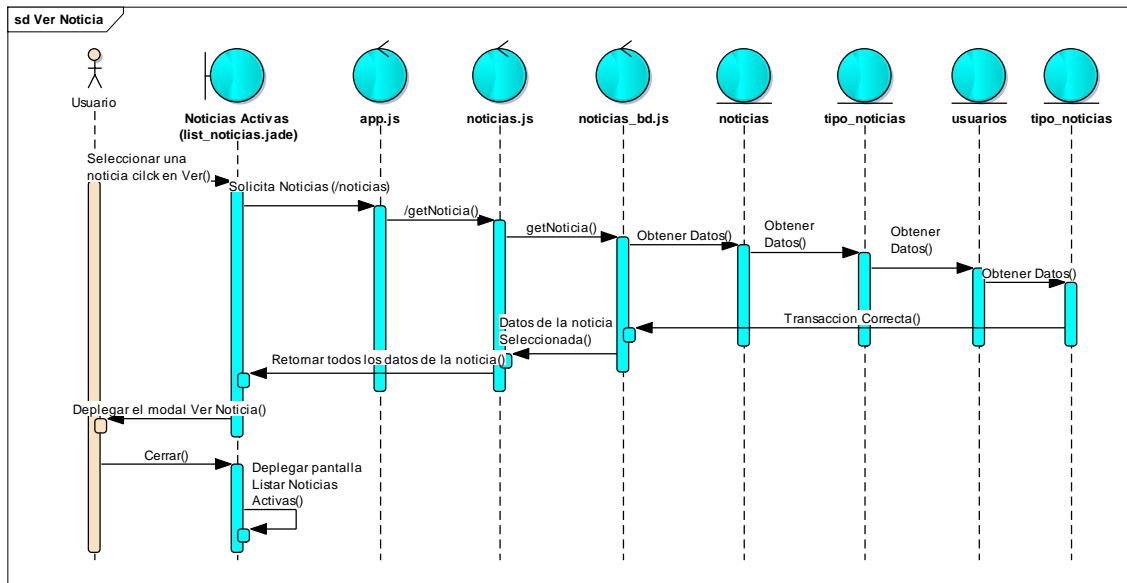 sd Ver Noticia
Usuario
Noticias Activas
(list_noticias.jade)
app.js
noticias.js
noticias_bd.js
noticias
tipo_noticias
usuarios
tipo_noticias
Seleccionar una
noticia cilck en Ver()
Solicita Noticias (/noticias)
/getNoticia()
getNoticia()
Obtener Datos()
Obtener
Datos()
Obtener
Datos()
Obtener Datos()
Transaccion Correcta()
Datos de la noticia
Seleccionada()
Retornar todos los datos de la noticia()
Deplegar el modal Ver Noticia()
Cerrar()
Deplegar pantalla
Listar Noticias
Activas()